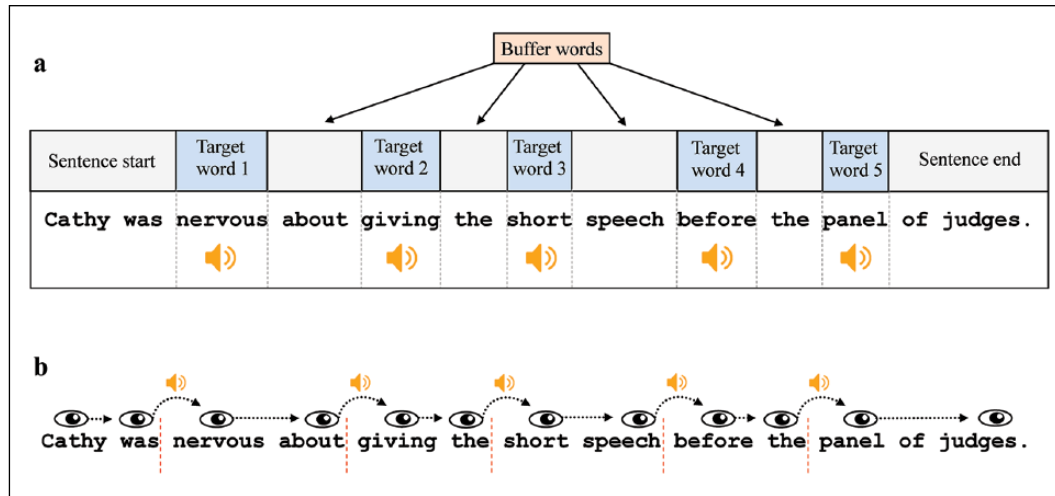 Buffer words
a
Sentence start
Target
word 1
Target
word 2
Target
word 3
Target
word 4
Target
word 5
Sentence end
Cathy was nervous about giving the short speech before the panel of judges.
b
Cathy was nervous about giving the short speech before the panel of judges.